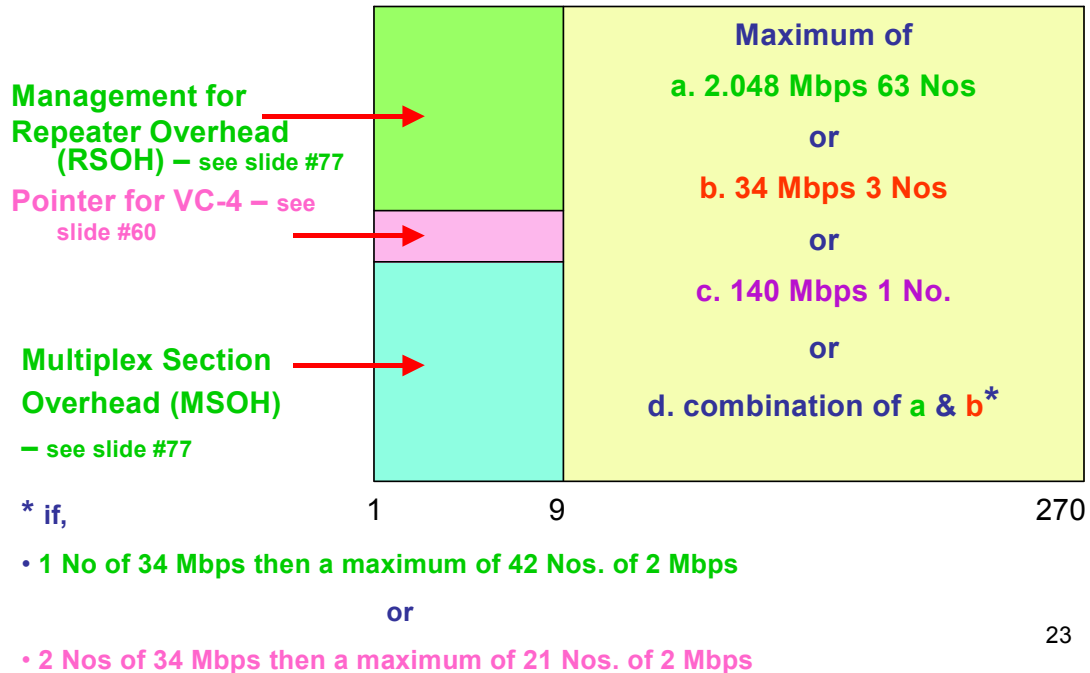 Management for
Repeater Overhead
(RSOH) – see slide #77
Pointer for VC-4 – see
slide #60
Multiplex Section
Overhead (MSOH)
– see slide #77
Maximum of
a. 2.048 Mbps 63 Nos
or
b. 34 Mbps 3 Nos
or
c. 140 Mbps 1 No.
or
d. combination of a & b*
1 9 270
* if,
• 1 No of 34 Mbps then a maximum of 42 Nos. of 2 Mbps
or
• 2 Nos of 34 Mbps then a maximum of 21 Nos. of 2 Mbps
23